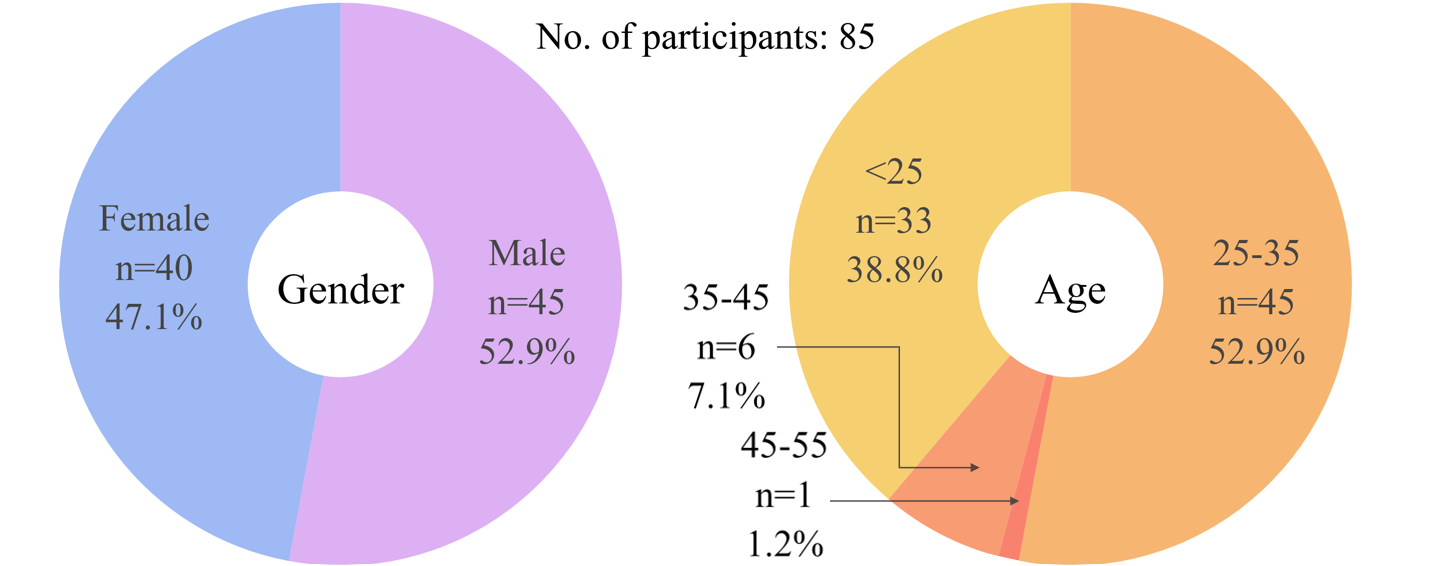 No. of participants: 85
Female
n=40
47.1%
Gender
Male
n=45
52.9%
<25
n=33
38.8%
35-45
n=6
7.1%
45-55
n=1
1.2%
Age
25-35
n=45
52.9%